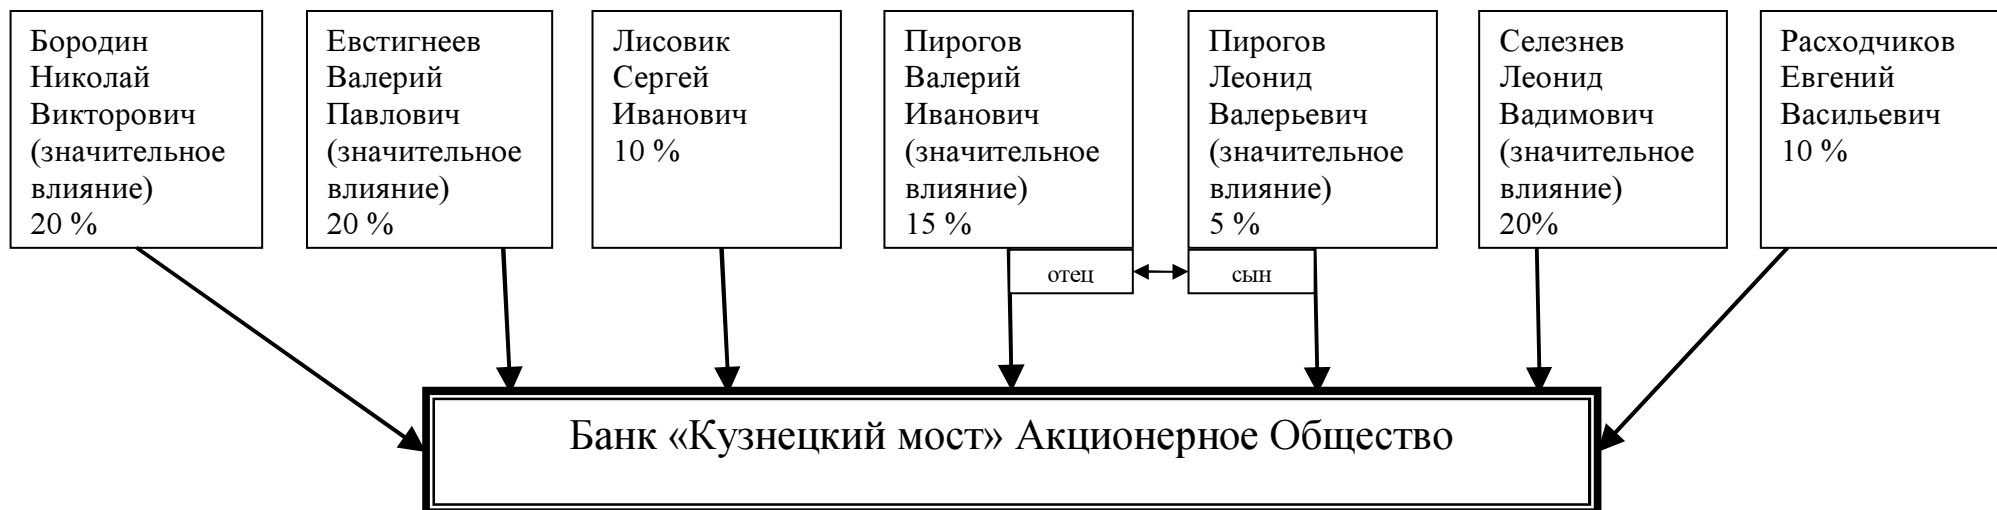 Бородин
Николай
Викторович
(значительное
влияние)
20 %
Евстигнеев
Валерий
Павлович
(значительное
влияние)
20 %
Лисовик
Сергей
Иванович
10 %
Пирогов
Валерий
Иванович
(значительное
влияние)
15 %
Пирогов
Леонид
Валерьевич
(значительное
влияние)
5 %
Селезнев
Леонид
Вадимович
(значительное
влияние)
20%
Расходчиков
Евгений
Васильевич
10 %
отец
сын
Банк «Кузнецкий мост» Акционерное Общество